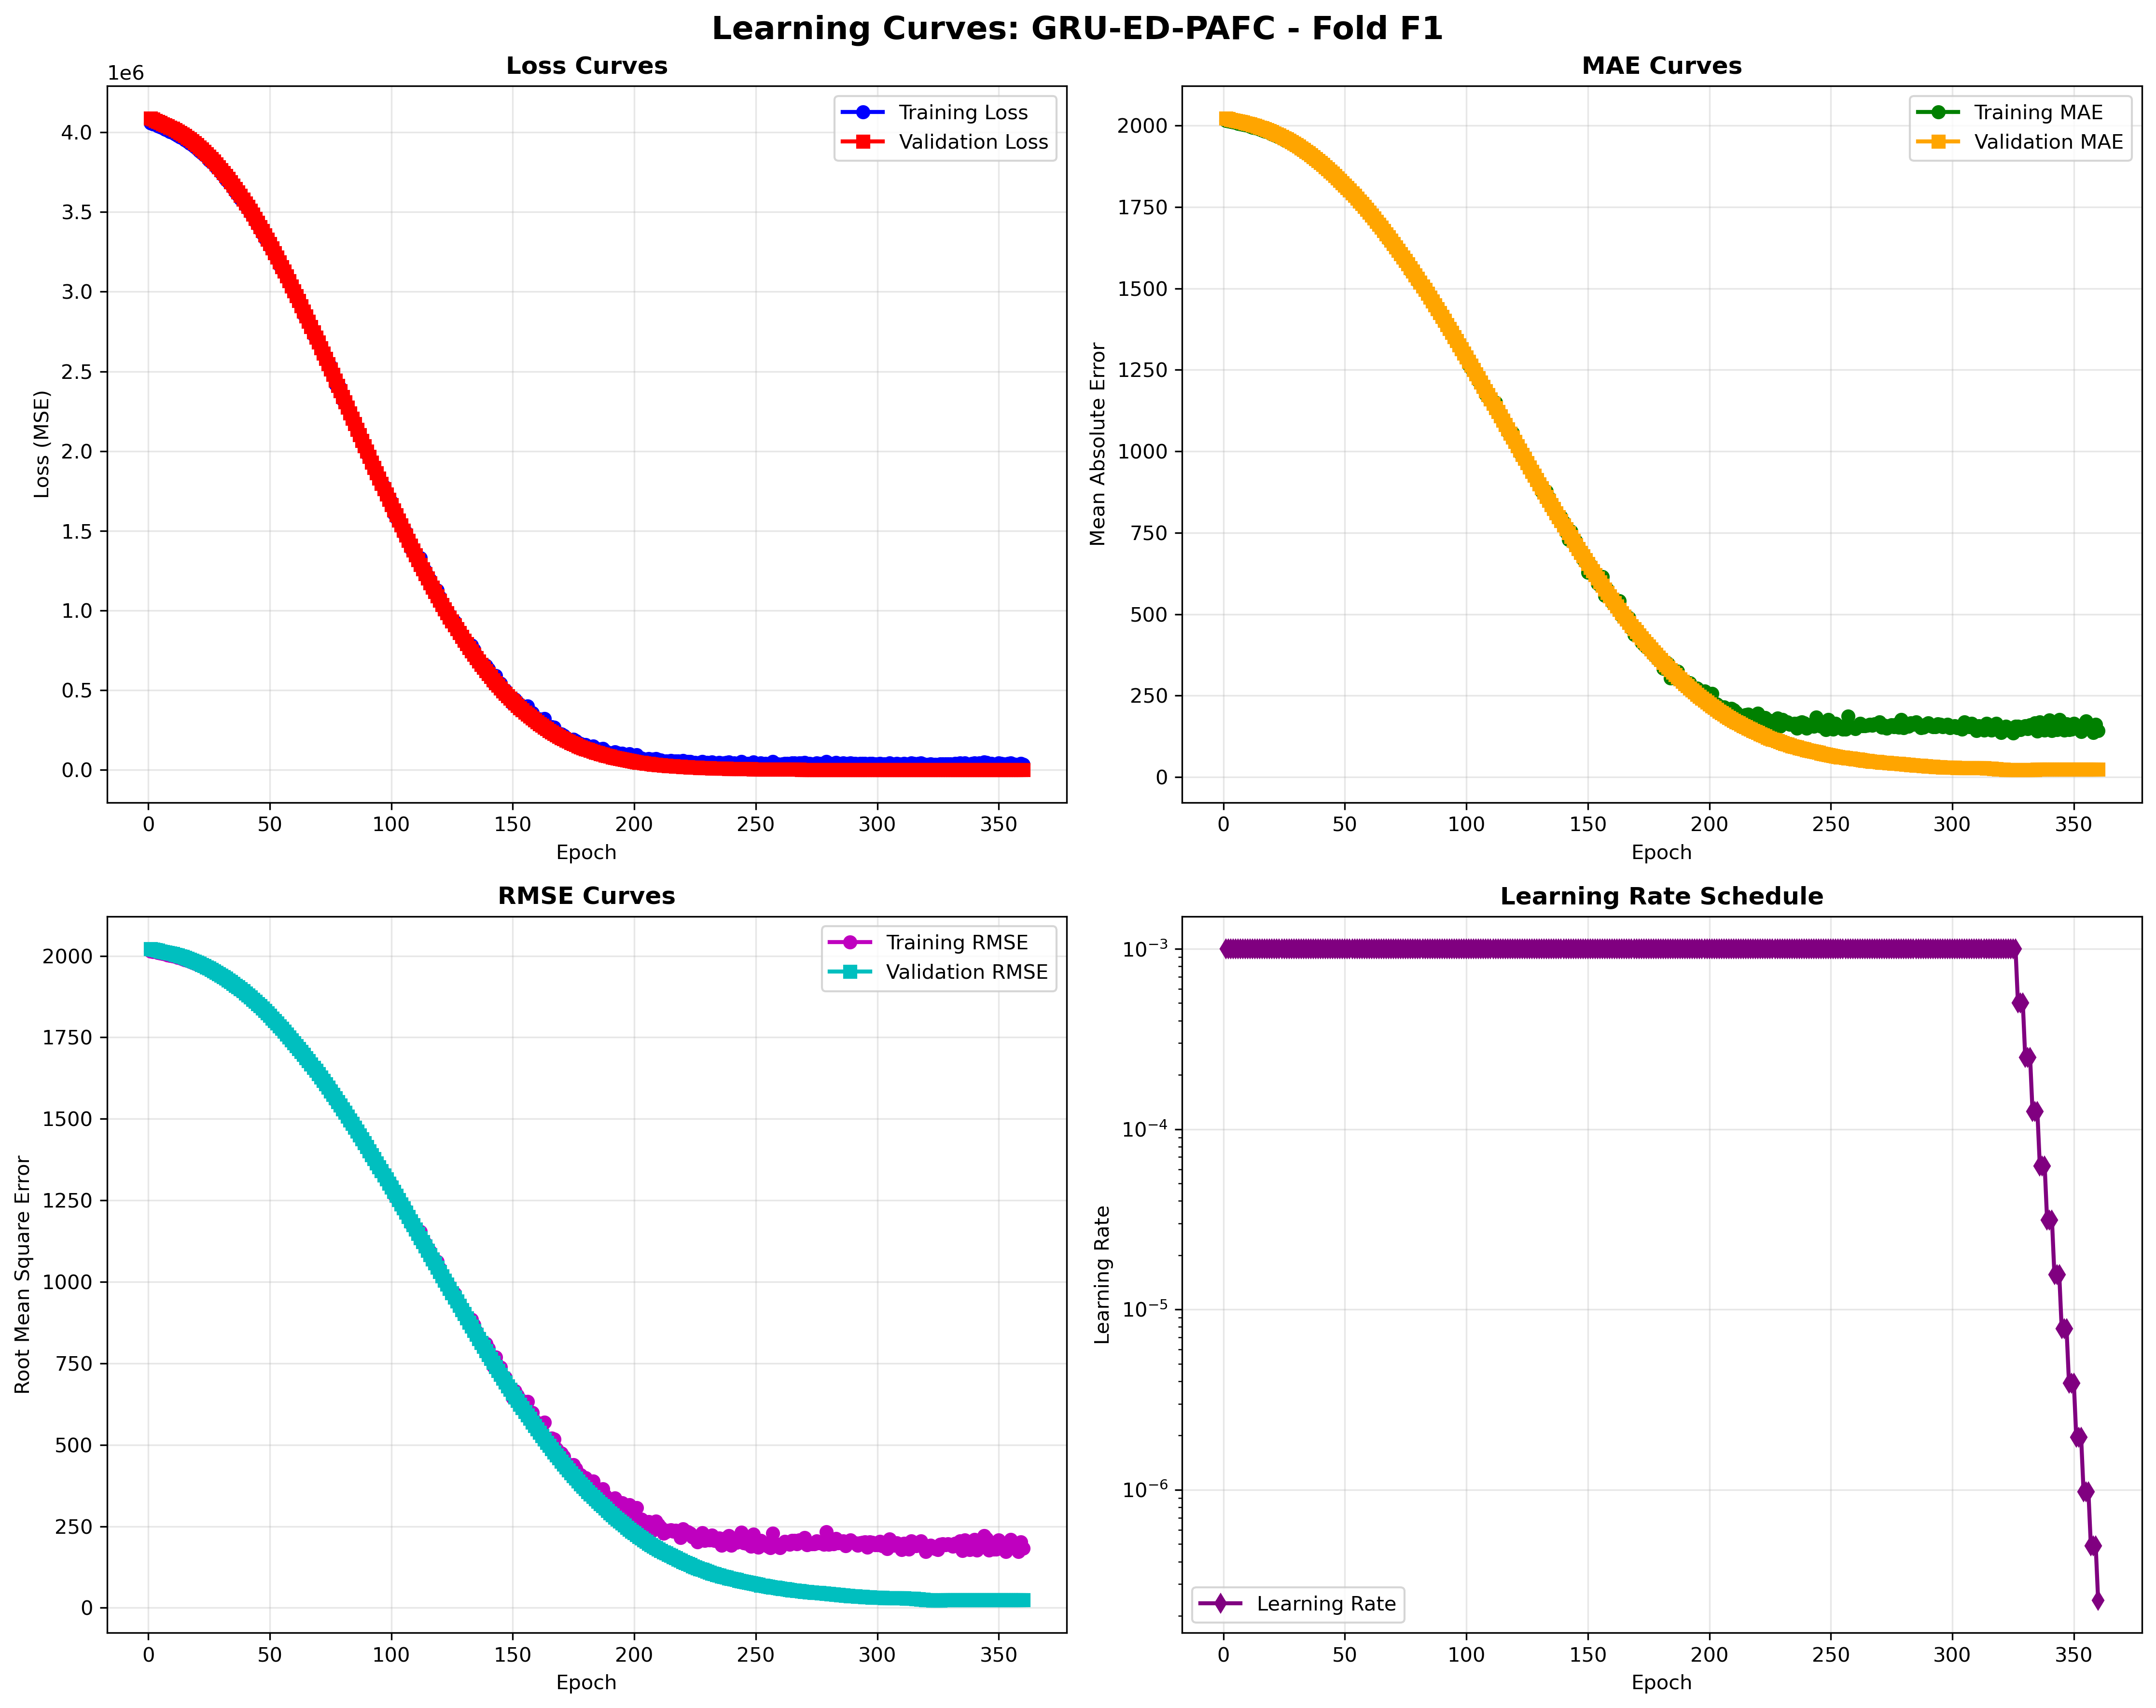 Learning Curves: GRU-ED-PAFC - Fold F1
Loss Curves
1e6
4.0
3.5
3.0
2.5
2.0
1.5
1.0
0.5
0.0
Loss (MSE)
Training Loss
Validation Loss
0 50 100 150 200 250 300 350
Epoch
MAE Curves
2000
1750
1500
1250
1000
750
500
250
0
Mean Absolute Error
Training MAE
Validation MAE
0 50 100 150 200 250 300 350
Epoch
RMSE Curves
2000
1750
1500
1250
1000
750
500
250
0
Root Mean Square Error
Training RMSE
Validation RMSE
0 50 100 150 200 250 300 350
Epoch
Learning Rate Schedule
10⁻³
10⁻⁴
10⁻⁵
10⁻⁶
Learning Rate
Learning Rate
0 50 100 150 200 250 300 350
Epoch